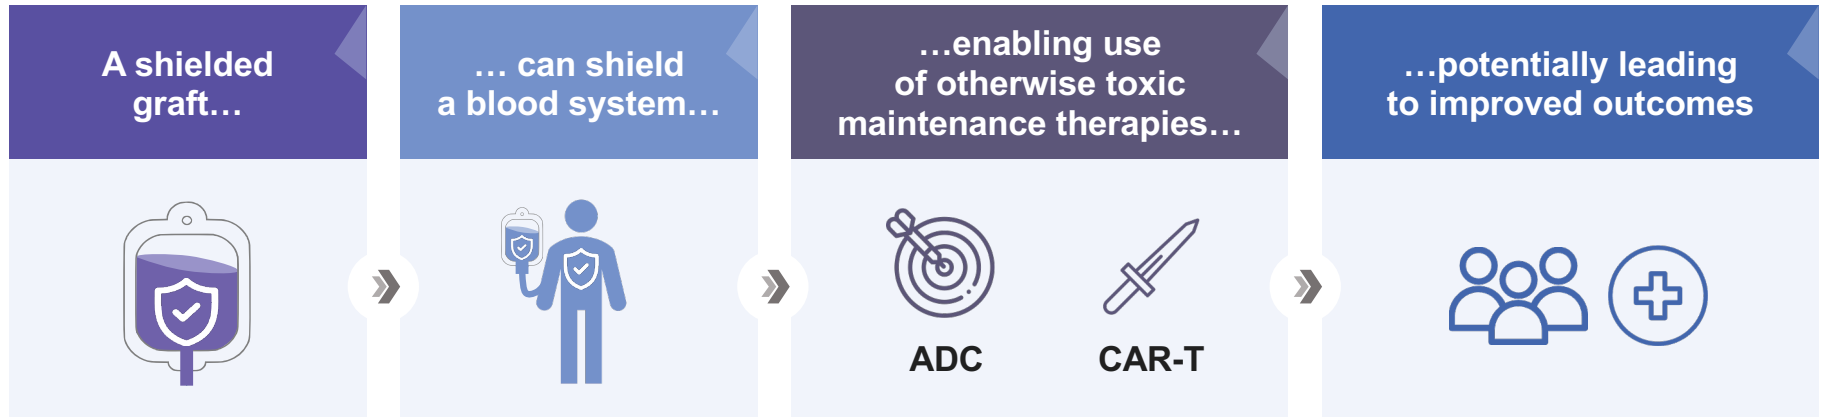 A shielded
graft…
… can shield
a blood system…
…enabling use
of otherwise toxic
maintenance therapies…
…potentially leading
to improved outcomes
ADC
CAR-T